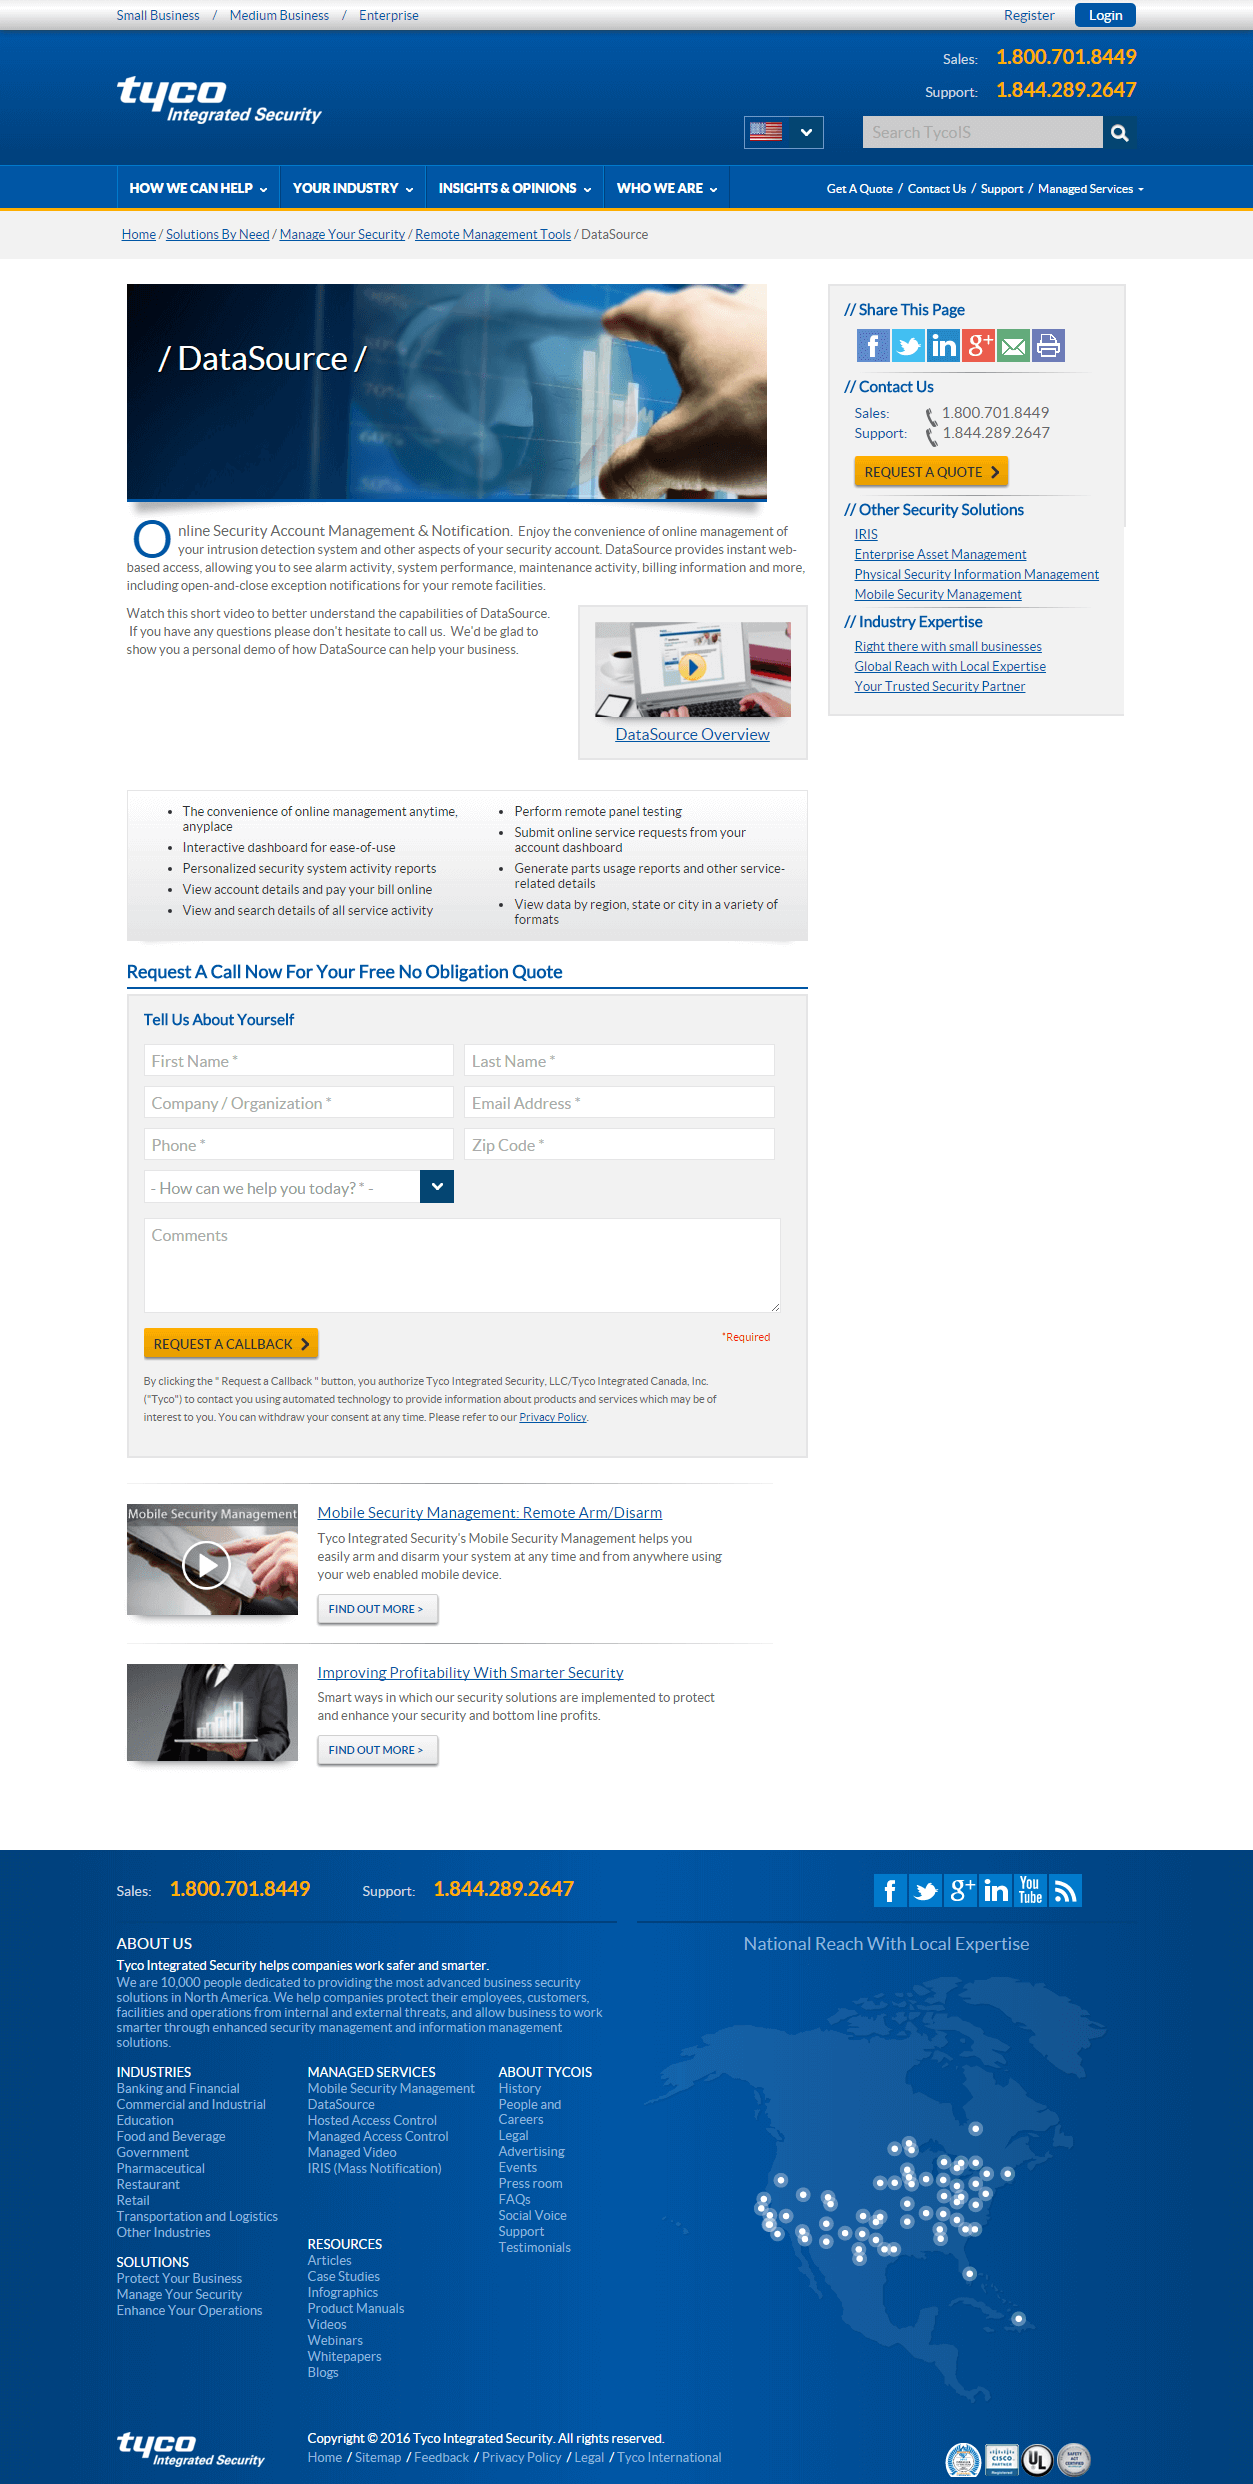 Small Business / Medium Business / Enterprise
Register
Login
Sales: 1.800.701.8449
Support: 1.844.289.2647
tyco
Integrated Security
Search TycoIS
HOW WE CAN HELP
YOUR INDUSTRY
INSIGHTS & OPINIONS
WHO WE ARE
Get A Quote / Contact Us / Support / Managed Services
Home / Solutions By Need / Manage Your Security / Remote Management Tools / DataSource
/ DataSource /
Online Security Account Management & Notification. Enjoy the convenience of online management of
your intrusion detection system and other aspects of your security account. DataSource provides instant web-
based access, allowing you to see alarm activity, system performance, maintenance activity, billing information and more,
including open-and-close exception notifications for your remote facilities.
Watch this short video to better understand the capabilities of DataSource.
If you have any questions please don't hesitate to call us. We'd be glad to
show you a personal demo of how DataSource can help your business.
DataSource Overview
// Share This Page
f
in
g+
// Contact Us
Sales: 1.800.701.8449
Support: 1.844.289.2647
REQUEST A QUOTE
// Other Security Solutions
IRIS
Enterprise Asset Management
Physical Security Information Management
Mobile Security Management
// Industry Expertise
Right there with small businesses
Global Reach with Local Expertise
Your Trusted Security Partner
• The convenience of online management anytime,
anyplace
• Interactive dashboard for ease-of-use
• Personalized security system activity reports
• View account details and pay your bill online
• View and search details of all service activity
• Perform remote panel testing
• Submit online service requests from your
account dashboard
• Generate parts usage reports and other service-
related details
• View data by region, state or city in a variety of
formats
Request A Call Now For Your Free No Obligation Quote
Tell Us About Yourself
First Name *
Last Name *
Company / Organization *
Email Address *
Phone *
Zip Code *
- How can we help you today? * -
Comments
REQUEST A CALLBACK
*Required
By clicking the " Request a Callback " button, you authorize Tyco Integrated Security, LLC/Tyco Integrated Canada, Inc.
("Tyco") to contact you using automated technology to provide information about products and services which may be of
interest to you. You can withdraw your consent at any time. Please refer to our Privacy Policy.
Mobile Security Management
Mobile Security Management: Remote Arm/Disarm
Tyco Integrated Security's Mobile Security Management helps you
easily arm and disarm your system at any time and from anywhere using
your web enabled mobile device.
FIND OUT MORE >
Improving Profitability With Smarter Security
Smart ways in which our security solutions are implemented to protect
and enhance your security and bottom line profits.
FIND OUT MORE >
Sales: 1.800.701.8449
Support: 1.844.289.2647
f
g+
in
You
Tube
ABOUT US
Tyco Integrated Security helps companies work safer and smarter.
We are 10,000 people dedicated to providing the most advanced business security
solutions in North America. We help companies protect their employees, customers,
facilities and operations from internal and external threats, and allow business to work
smarter through enhanced security management and information management
solutions.
National Reach With Local Expertise
INDUSTRIES
Banking and Financial
Commercial and Industrial
Education
Food and Beverage
Government
Pharmaceutical
Restaurant
Retail
Transportation and Logistics
Other Industries
SOLUTIONS
Protect Your Business
Manage Your Security
Enhance Your Operations
MANAGED SERVICES
Mobile Security Management
DataSource
Hosted Access Control
Managed Access Control
Managed Video
IRIS (Mass Notification)
RESOURCES
Articles
Case Studies
Infographics
Product Manuals
Videos
Webinars
Whitepapers
Blogs
ABOUT TYCOIS
History
People and
Careers
Legal
Advertising
Events
Press room
FAQs
Social Voice
Support
Testimonials
tyco
Integrated Security
Copyright © 2016 Tyco Integrated Security. All rights reserved.
Home / Sitemap / Feedback / Privacy Policy / Legal / Tyco International
CISCO
UL